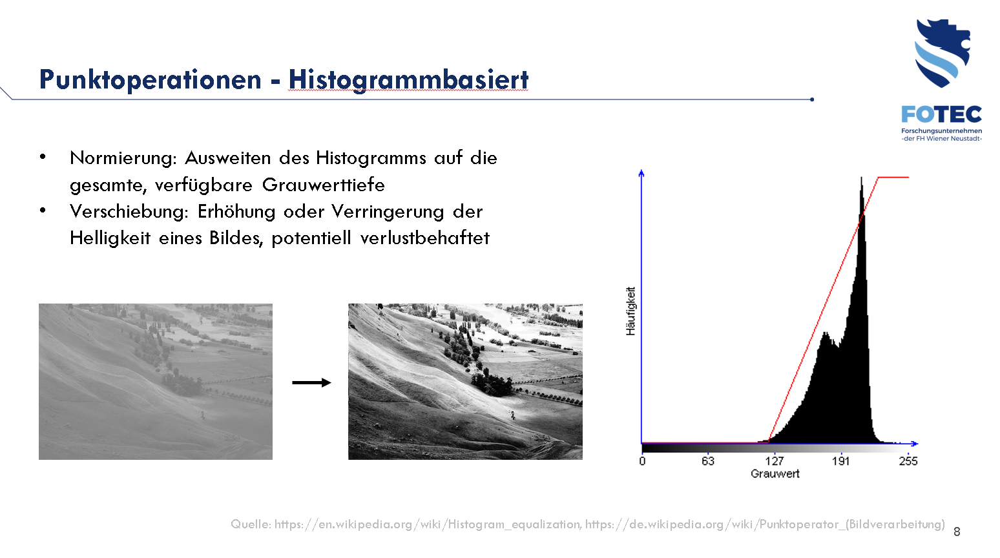 Punktoperationen - Histogrammbasiert
FOTEC
Forschungsunternehmen
-der FH Wiener Neustadt-
• Normierung: Ausweiten des Histogramms auf die
gesamte, verfügbare Grauwerttiefe
• Verschiebung: Erhöhung oder Verringerung der
Helligkeit eines Bildes, potentiell verlustbehaftet
Häufigkeit
0 63 127 191 255
Grauwert
Quelle: https://en.wikipedia.org/wiki/Histogram_equalization, https://de.wikipedia.org/wiki/Punktoperator_(Bildverarbeitung)
8